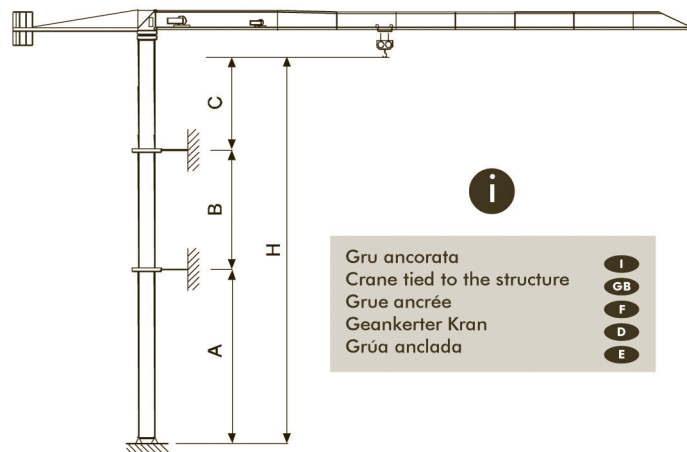 C
B
H
A
i
Gru ancorata I
Crane tied to the structure GB
Grue ancrée F
Geankerter Kran D
Grúa anclada E